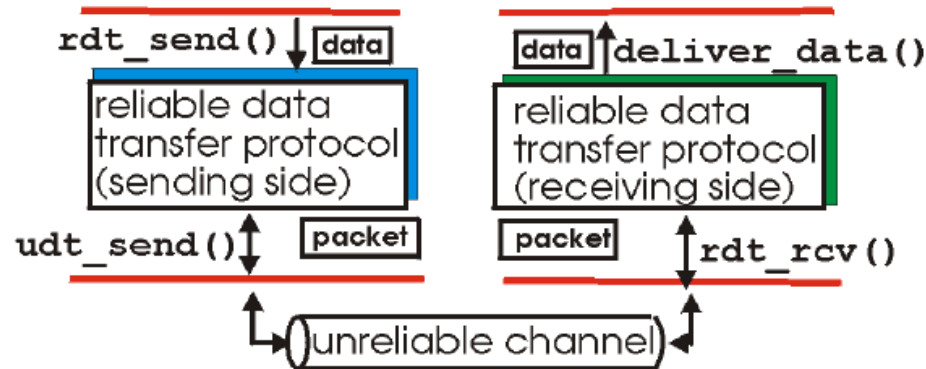 rdt_send()
data
data
deliver_data()
reliable data
transfer protocol
(sending side)
reliable data
transfer protocol
(receiving side)
udt_send()
packet
packet
rdt_rcv()
unreliable channel